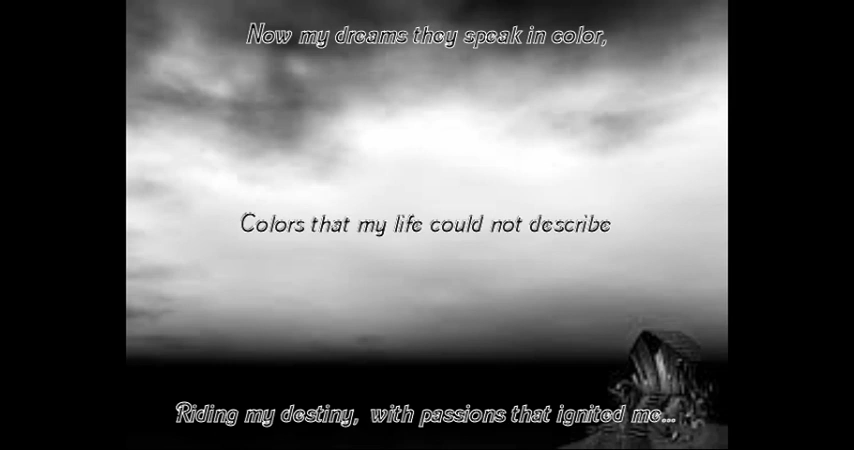 Now my dreams they speak in color,
Colors that my life could not describe
Riding my destiny, with passions that ignited me...